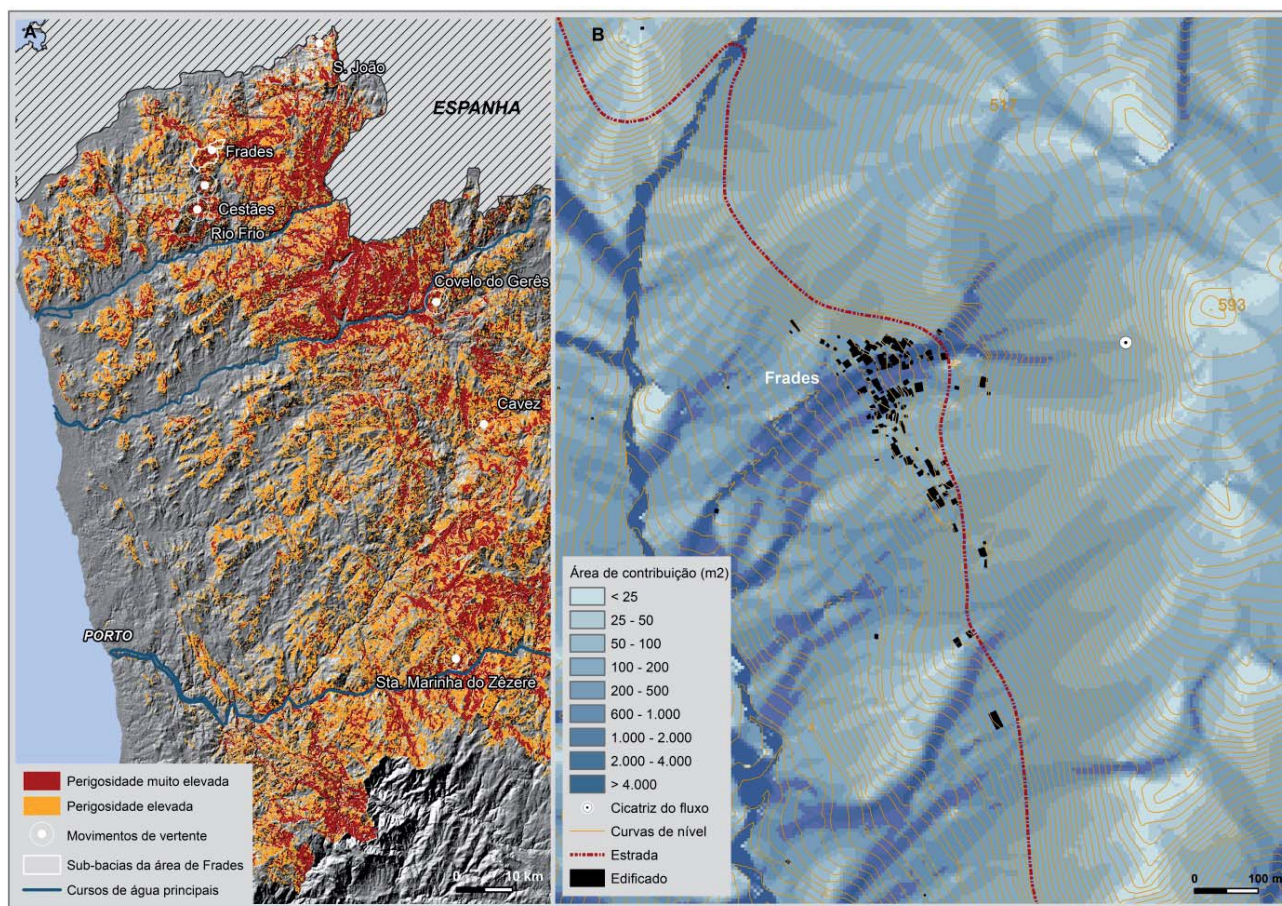 A
S. João
ESPANHA
Frades
Cestães
Rio Frio
Covelo do Gerês
Cavez
PORTO
Sta. Marinha do Zêzere
Perigosidade muito elevada
Perigosidade elevada
Movimentos de vertente
Sub-bacias da área de Frades
Cursos de água principais
10 km
B
593
Frades
Área de contribuição (m2)
< 25
25 - 50
50 - 100
100 - 200
200 - 500
600 - 1.000
1.000 - 2.000
2.000 - 4.000
> 4.000
Cicatriz do fluxo
Curvas de nível
Estrada
Edificado
0 100 m